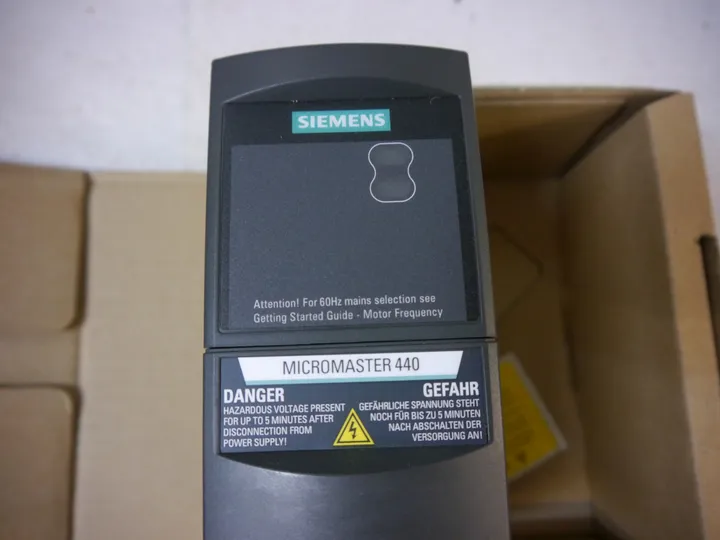 SIEMENS
Attention! For 60Hz mains selection see
Getting Started Guide - Motor Frequency
MICROMASTER 440
DANGER
HAZARDOUS VOLTAGE PRESENT
FOR UP TO 5 MINUTES AFTER
DISCONNECTION FROM
POWER SUPPLY!
GEFAHR
GEFÄHRLICHE SPANNUNG STEHT
NOCH FÜR BIS ZU 5 MINUTEN
NACH ABSCHALTEN DER
VERSORGUNG AN!